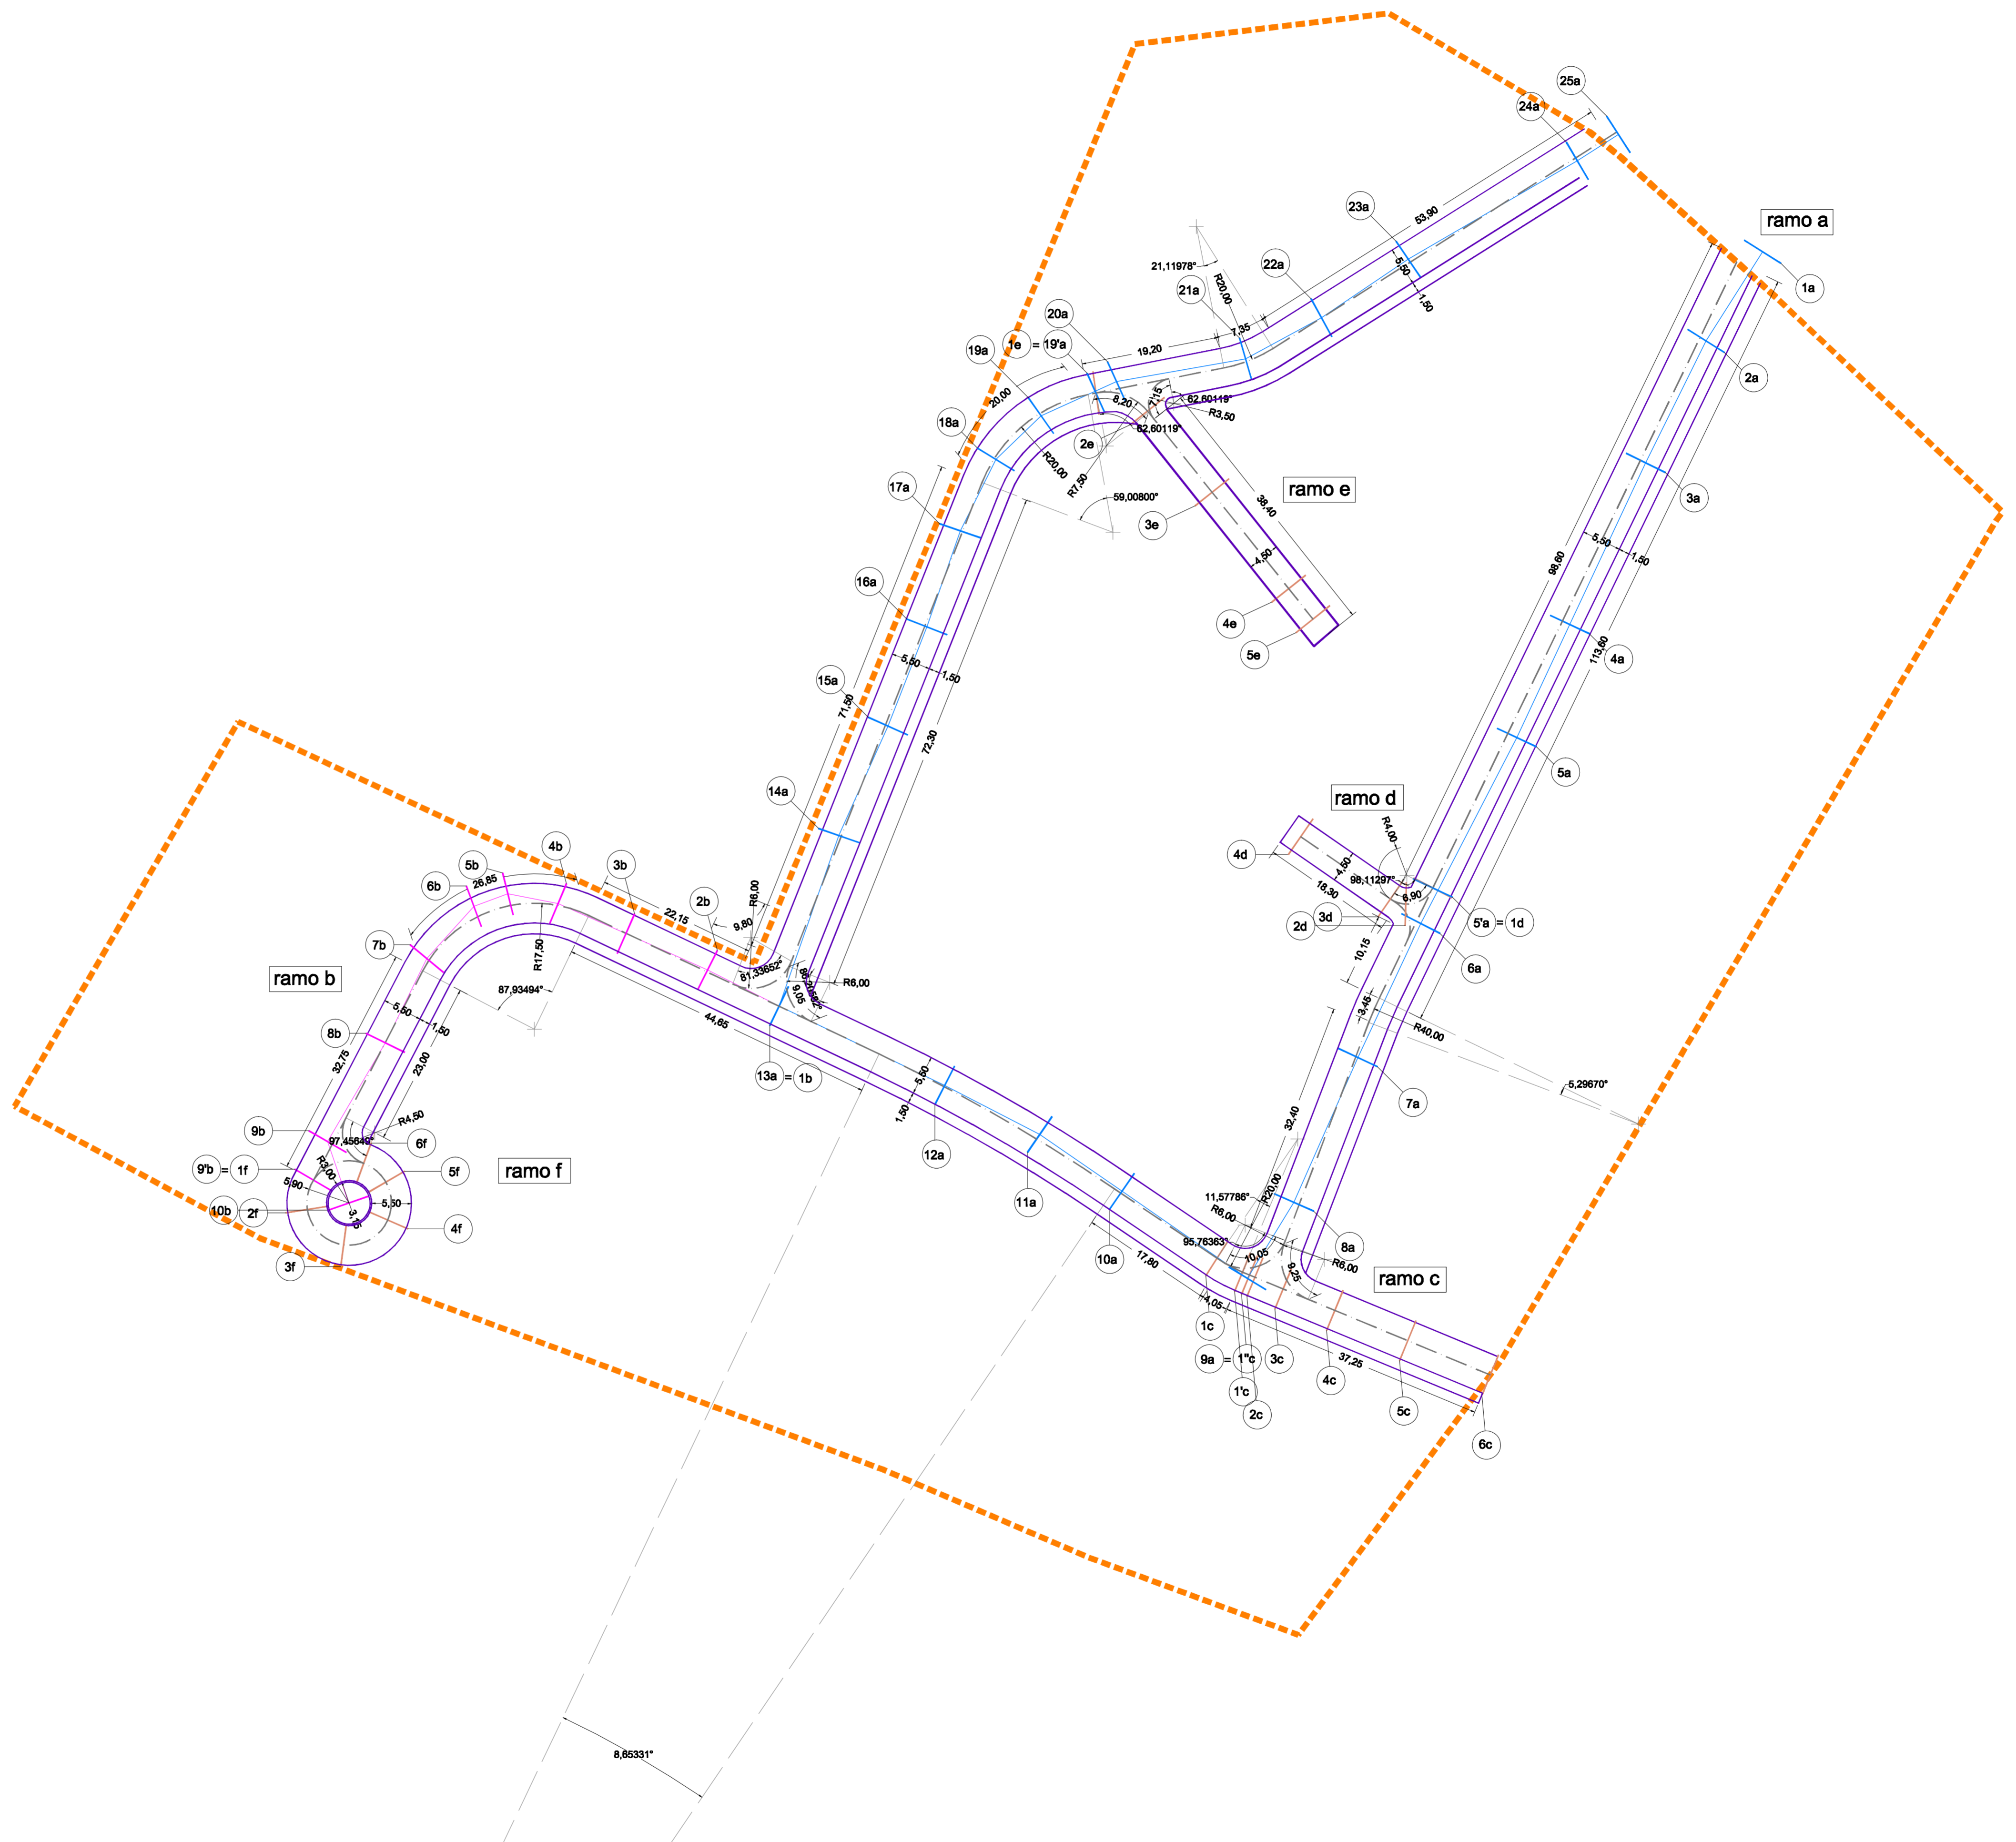 25a
24a
ramo a
23a
53,90
22a
21,11978°
R20,00
5,50
1,50
21a
1a
20a
7,35
1e = 19'a
19,20
19a
2a
20,00
8,20
7,15
62,60119°
R3,50
18a
62,60119°
2e
R20,00
R7,50
17a
ramo e
59,00800°
38,40
3e
3a
5,50
1,50
98,60
4,50
16a
4e
5e
5,50
1,50
113,60
4a
15a
71,50
72,30
5a
14a
ramo d
R4,00
4d
4,50
98,11297°
18,30
6,90
3d
2d
5'a = 1d
6a
10,15
4b
5b
3b
26,85
6b
2b
R6,00
22,15
9,80
7b
R17,50
81,33652°
86,20582°
9,05
R6,00
ramo b
87,93494°
5,50
1,50
44,65
3,45
R40,00
8b
32,75
23,00
13a = 1b
5,50
1,50
5,29670°
7a
32,40
R4,50
9b
97,45649°
6f
12a
9'b = 1f
R3,00
5f
ramo f
5,90
11a
11,57786°
R20,00
R6,00
10b
2f
3,15
5,50
4f
95,76363°
8a
10,05
9,25
R6,00
3f
10a
17,80
ramo c
4,05
1c
9a = 1"c
3c
37,25
4c
1'c
2c
5c
6c
8,65331°